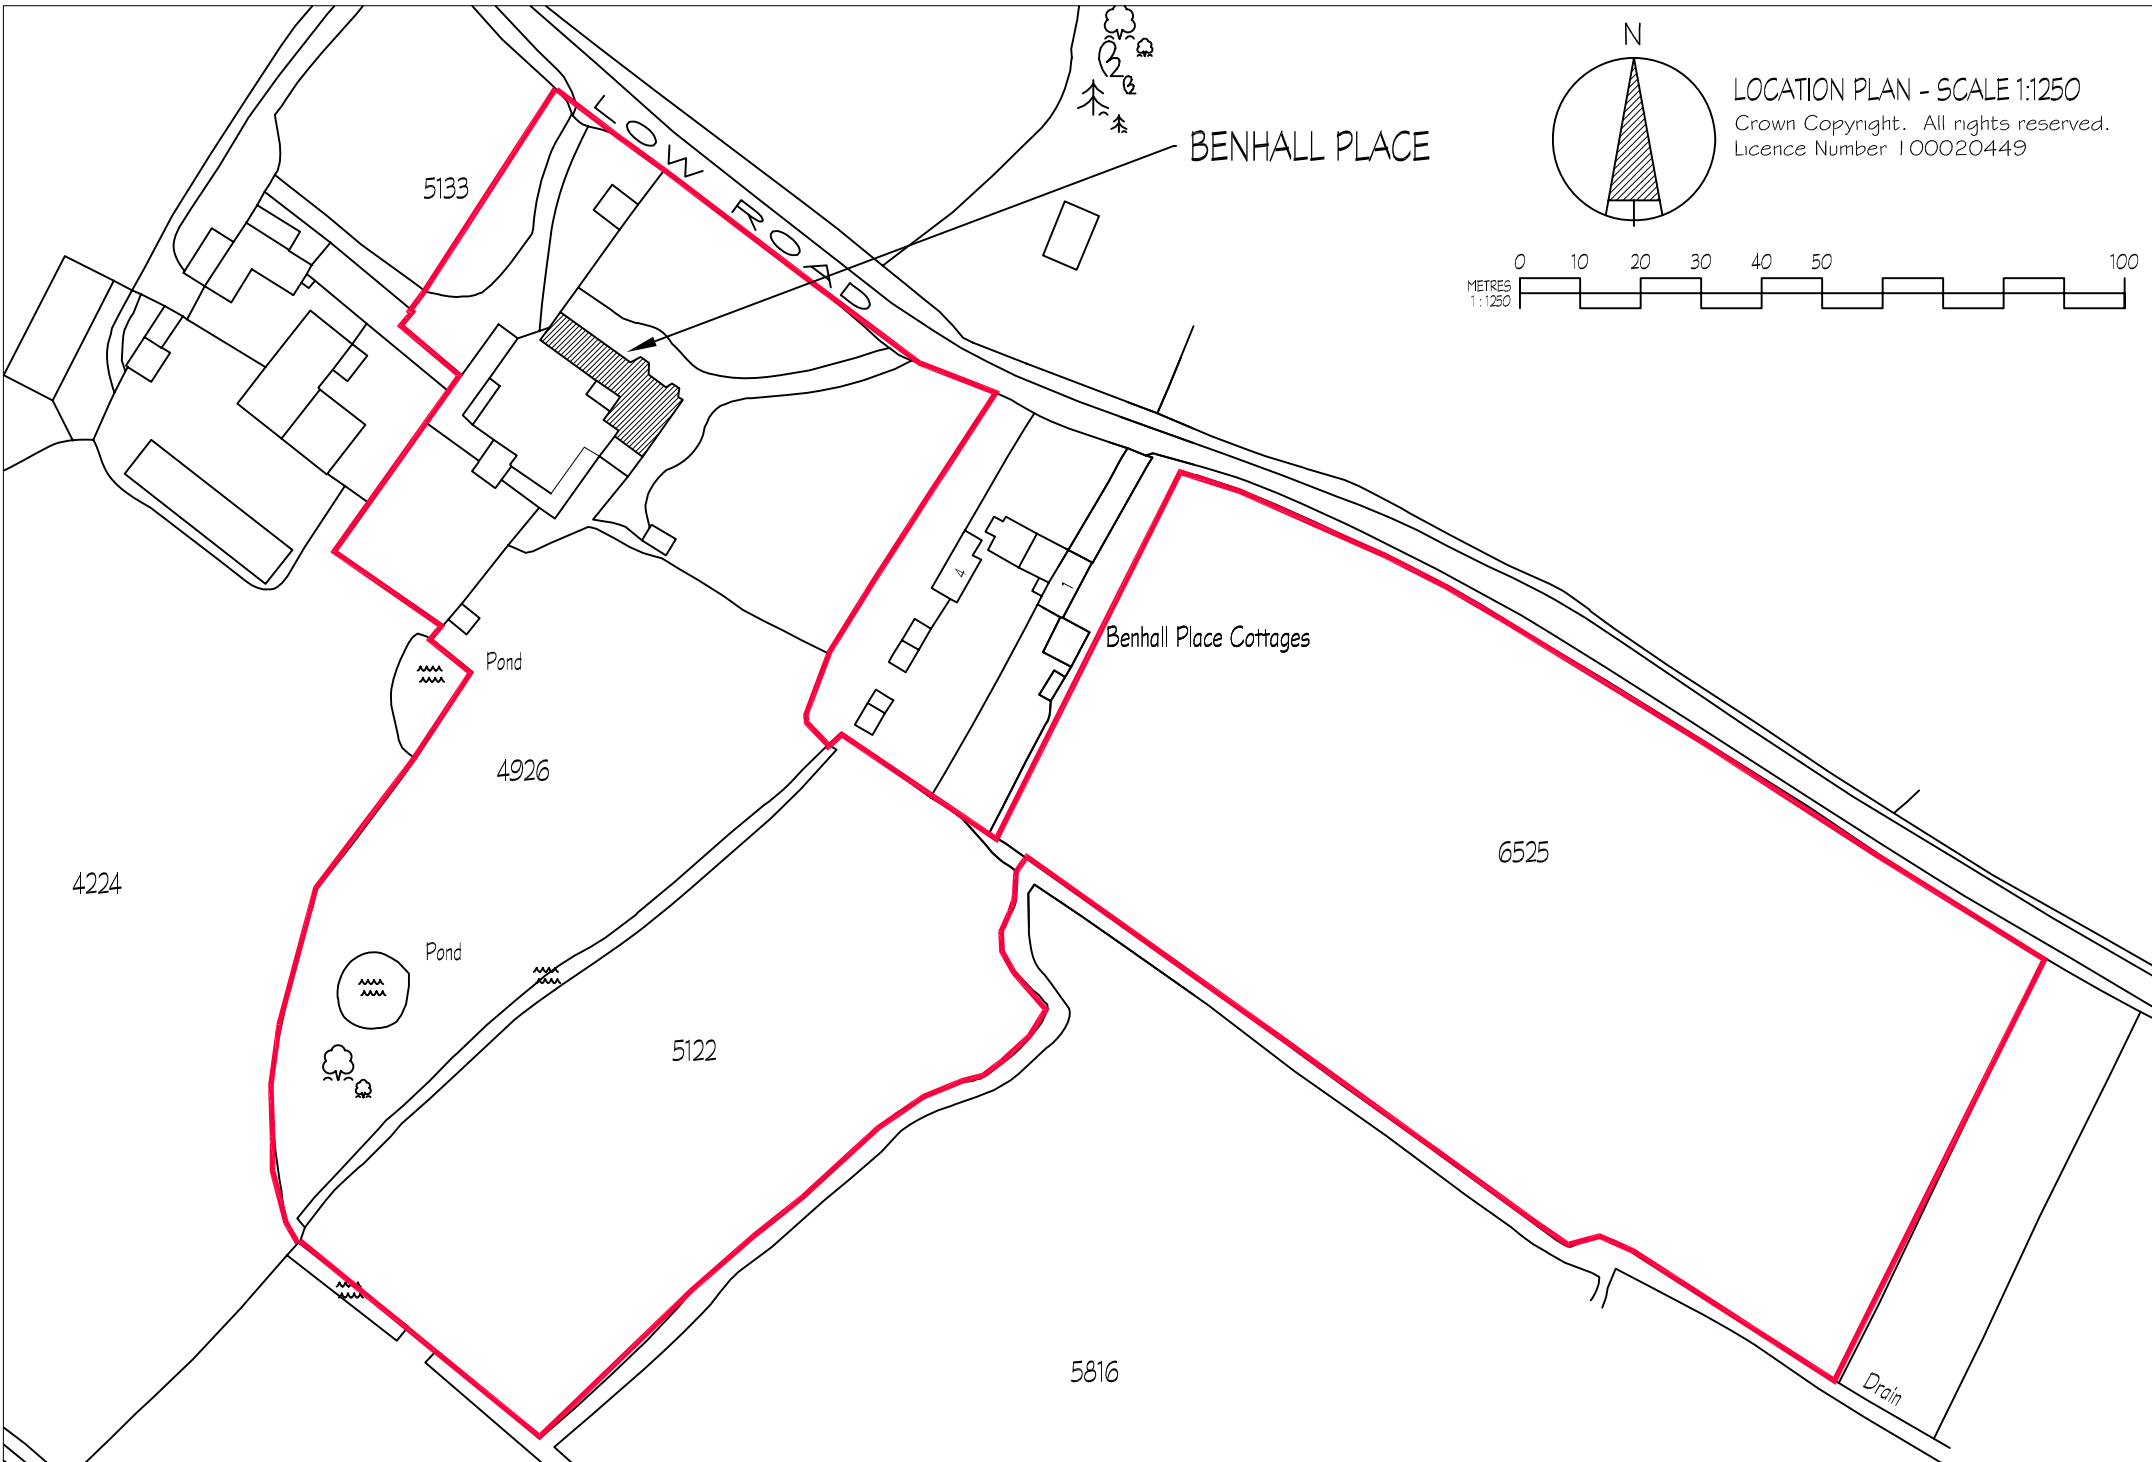 N
LOCATION PLAN - SCALE 1:1250
Crown Copyright. All rights reserved.
Licence Number 100020449
METRES
1:1250
0 10 20 30 40 50 100
LOW ROAD
BENHALL PLACE
5133
4
1
Benhall Place Cottages
Pond
4926
6525
4224
Pond
5122
5816
Drain